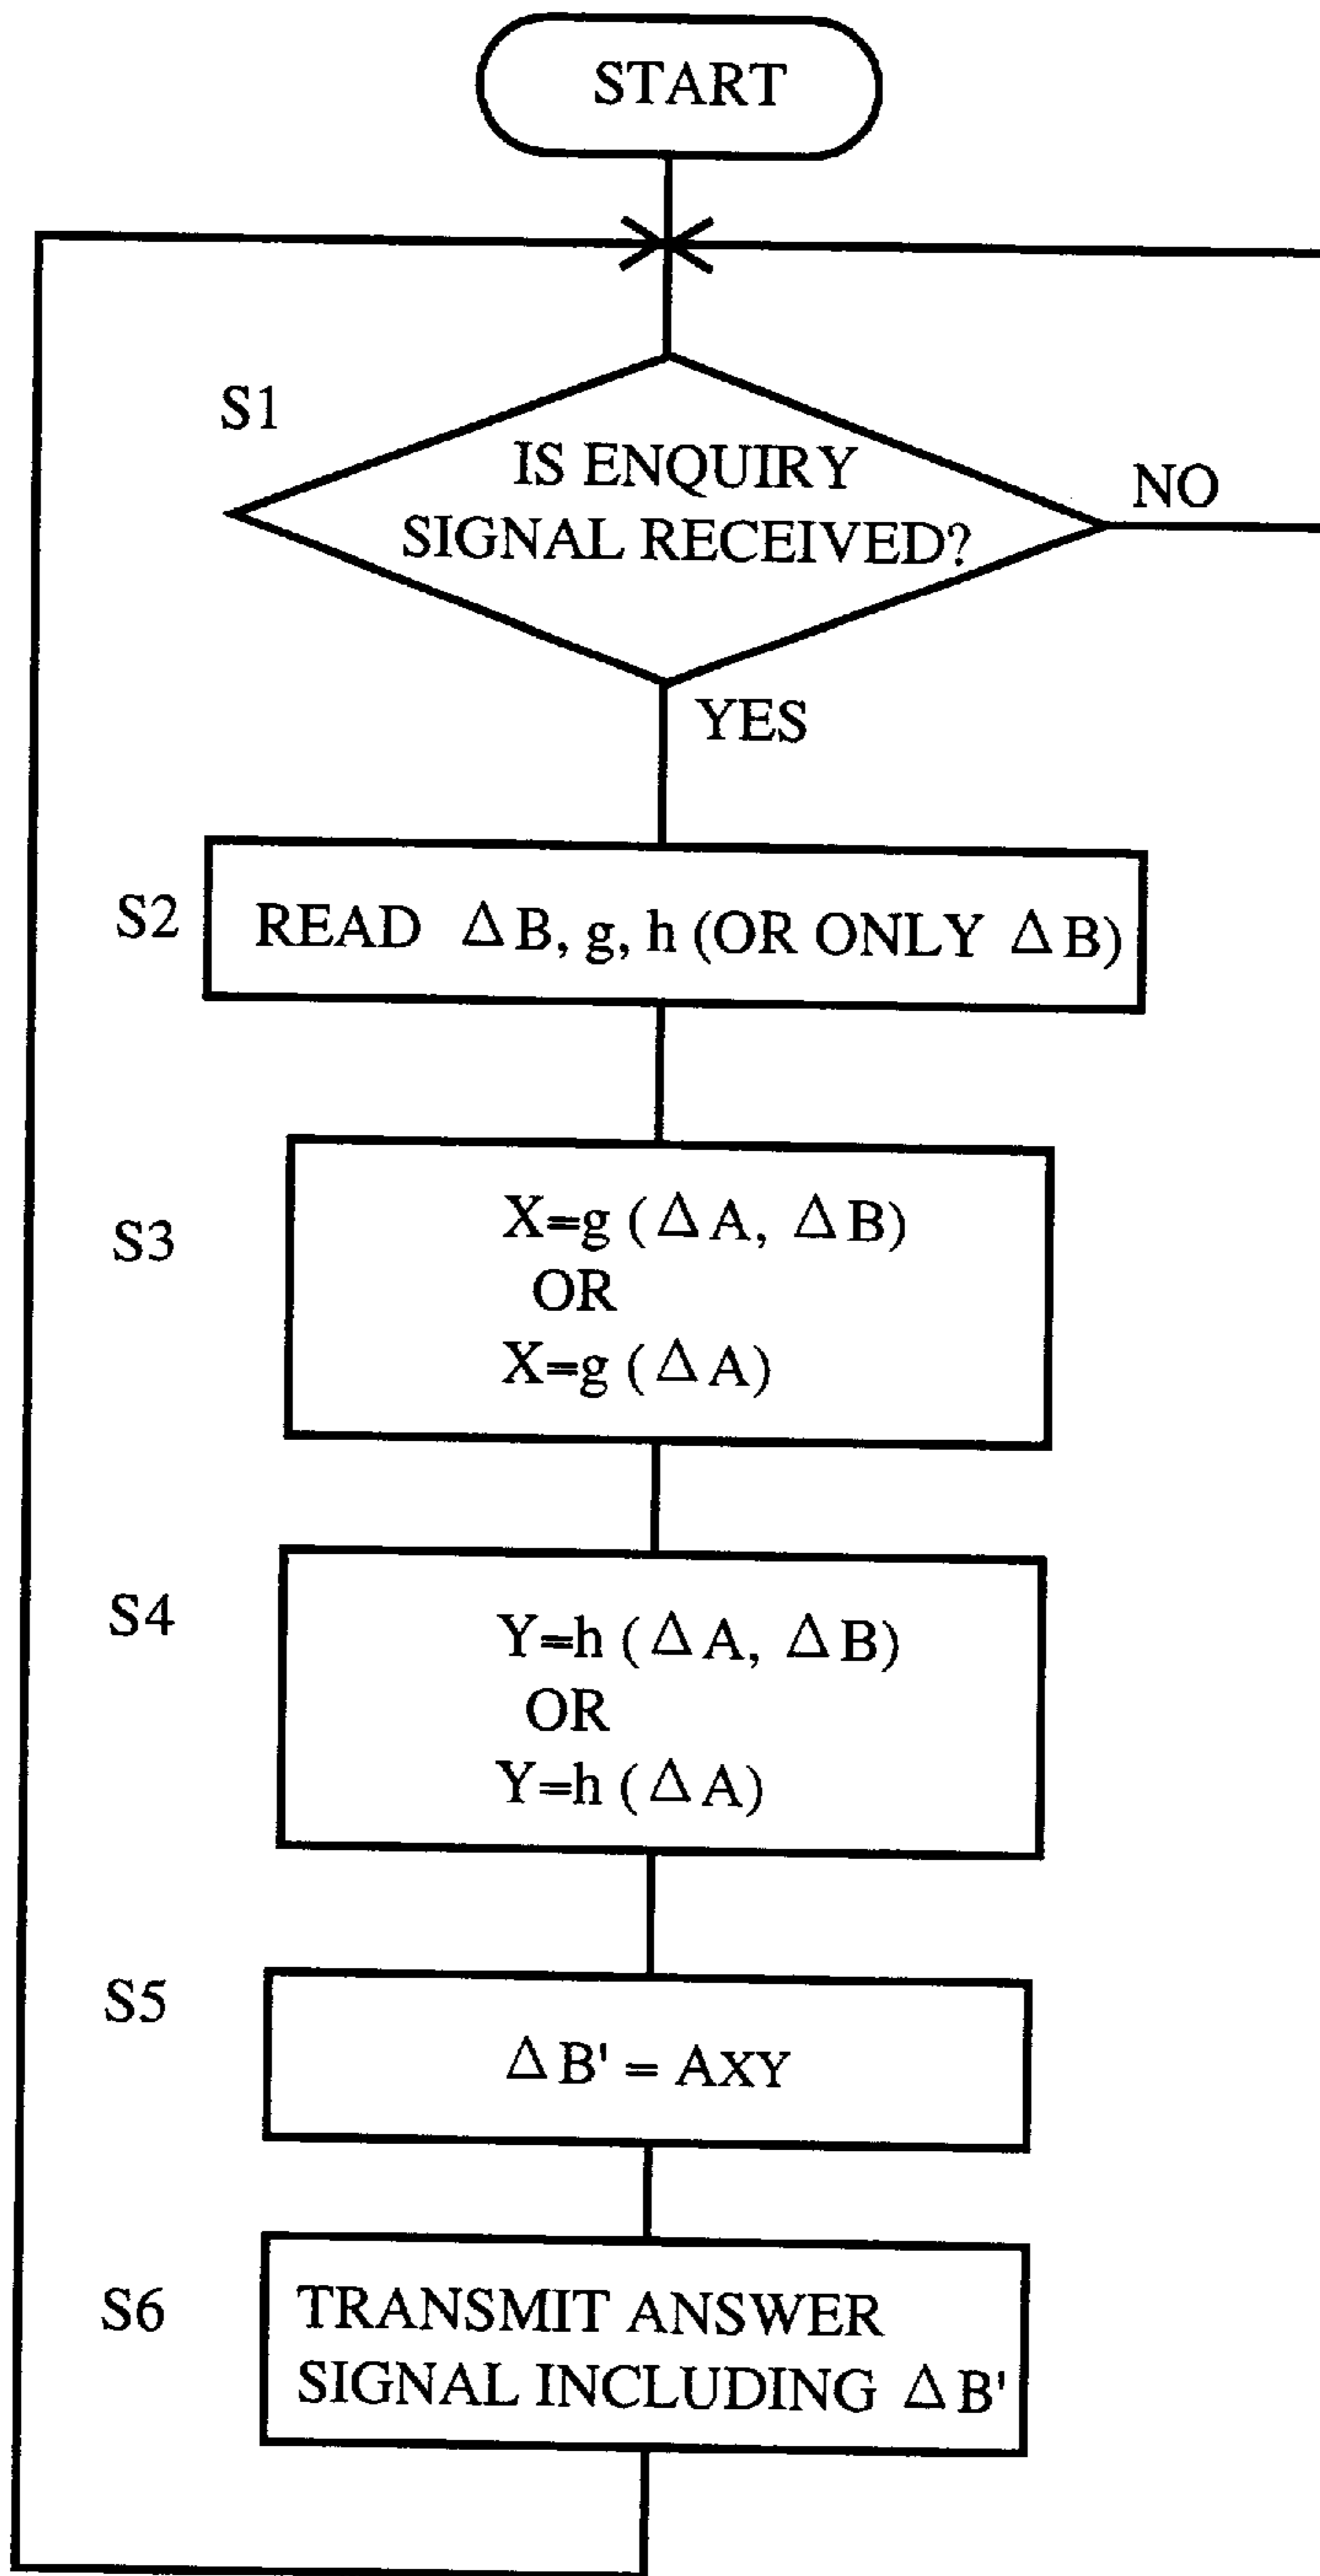 START
S1
IS ENQUIRY
SIGNAL RECEIVED?
NO
YES
S2
READ ΔB, g, h (OR ONLY ΔB)
S3
X=g (ΔA, ΔB)
OR
X=g (ΔA)
S4
Y=h (ΔA, ΔB)
OR
Y=h (ΔA)
S5
ΔB' = AXY
S6
TRANSMIT ANSWER
SIGNAL INCLUDING ΔB'